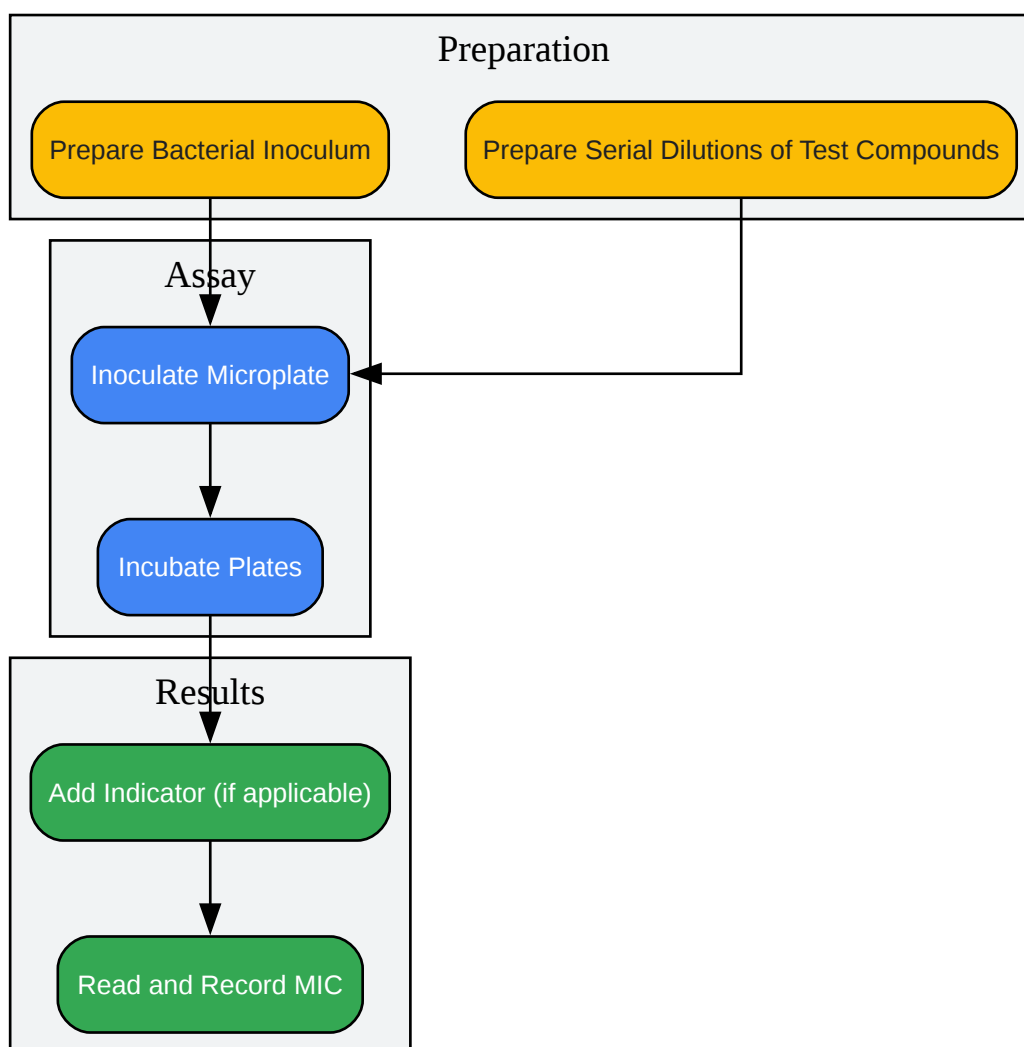 Preparation
Prepare Bacterial Inoculum
Prepare Serial Dilutions of Test Compounds
Assay
Inoculate Microplate
Incubate Plates
Results
Add Indicator (if applicable)
Read and Record MIC